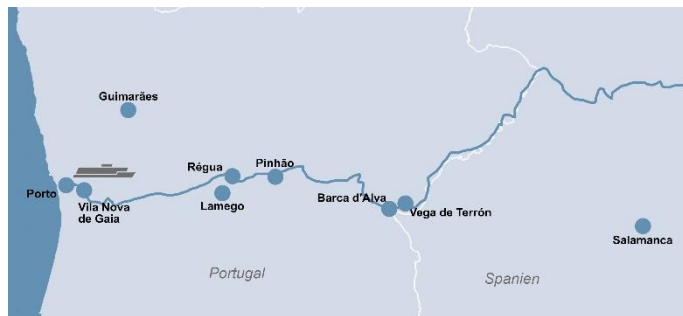 Guimarães
Régua
Pinhão
Porto
Vila Nova
de Gaia
Lamego
Barca d'Alva
Vega de Terrón
Salamanca
Portugal
Spanien